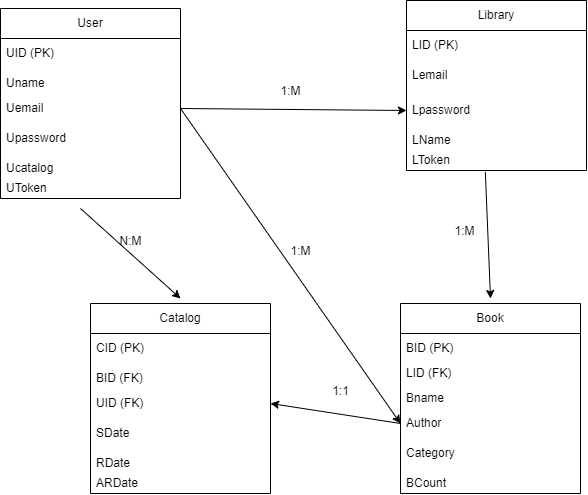 User
UID (PK)
Uname
Uemail
Upassword
Ucatalog
UToken
Library
LID (PK)
Lemail
Lpassword
LName
LToken
1:M
N:M
1:M
1:M
Catalog
CID (PK)
BID (FK)
UID (FK)
SDate
RDate
ARDate
1:1
Book
BID (PK)
LID (FK)
Bname
Author
Category
BCount